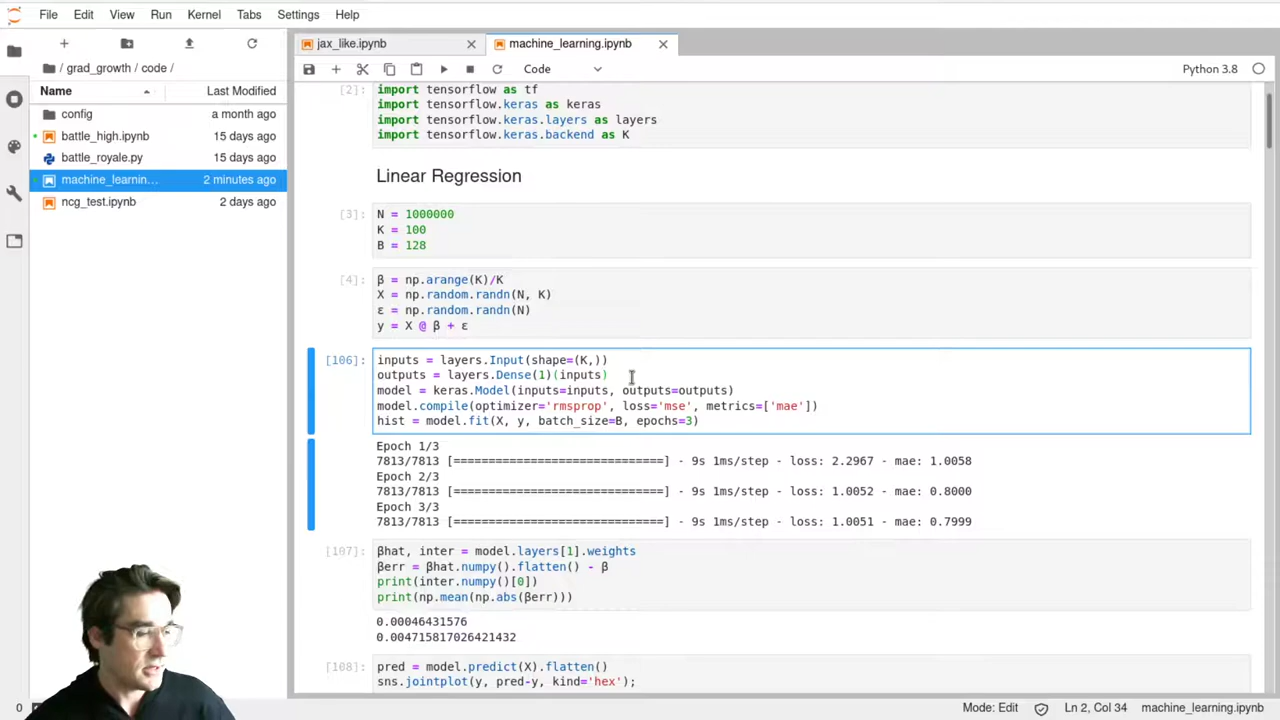 File Edit View Run Kernel Tabs Settings Help
jax_like.ipynb
machine_learning.ipynb
Code
Python 3.8
/ grad_growth / code /
Name Last Modified
config a month ago
battle_high.ipynb 15 days ago
battle_royale.py 15 days ago
machine_learnin... 2 minutes ago
ncg_test.ipynb 2 days ago
[2]: import tensorflow as tf
import tensorflow.keras as keras
import tensorflow.keras.layers as layers
import tensorflow.keras.backend as K
Linear Regression
[3]: N = 1000000
K = 100
B = 128
[4]: β = np.arange(K)/K
X = np.random.randn(N, K)
ε = np.random.randn(N)
y = X @ β + ε
[106]: inputs = layers.Input(shape=(K,))
outputs = layers.Dense(1)(inputs)
model = keras.Model(inputs=inputs, outputs=outputs)
model.compile(optimizer='rmsprop', loss='mse', metrics=['mae'])
hist = model.fit(X, y, batch_size=B, epochs=3)
Epoch 1/3
7813/7813 [==============================] - 9s 1ms/step - loss: 2.2967 - mae: 1.0058
Epoch 2/3
7813/7813 [==============================] - 9s 1ms/step - loss: 1.0052 - mae: 0.8000
Epoch 3/3
7813/7813 [==============================] - 9s 1ms/step - loss: 1.0051 - mae: 0.7999
[107]: βhat, inter = model.layers[1].weights
βerr = βhat.numpy().flatten() - β
print(inter.numpy()[0])
print(np.mean(np.abs(βerr)))
0.00046431576
0.004715817026421432
[108]: pred = model.predict(X).flatten()
sns.jointplot(y, pred-y, kind='hex');
0
Mode: Edit
Ln 2, Col 34
machine_learning.ipynb